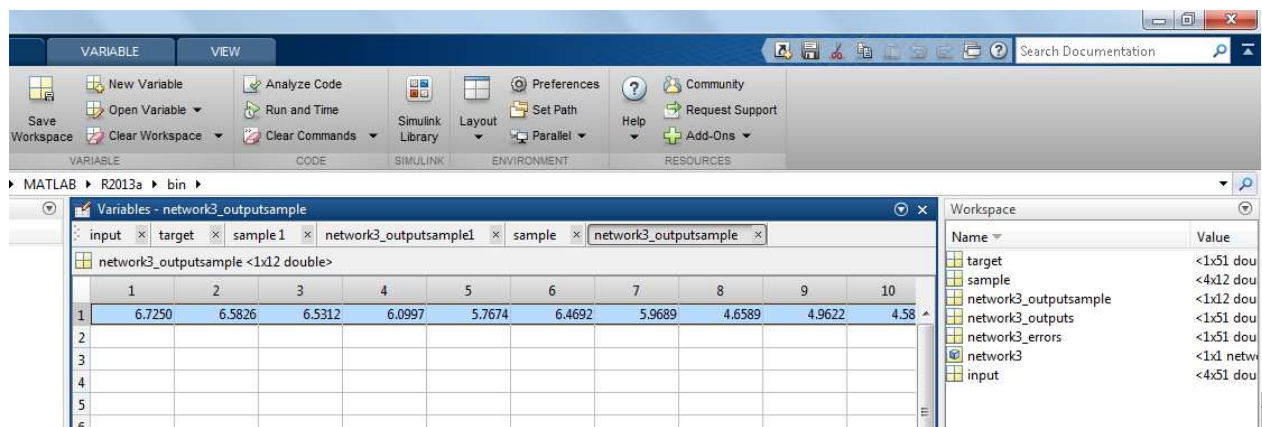 VARIABLE VIEW Search Documentation
New Variable Analyze Code Preferences Community
Open Variable Run and Time Set Path Request Support
Save Workspace Clear Workspace Clear Commands Simulink Library Layout Parallel Help Add-Ons
VARIABLE CODE SIMULINK ENVIRONMENT RESOURCES
MATLAB R2013a bin
Variables - network3_outputsample
input target sample1 network3_outputsample1 sample network3_outputsample
network3_outputsample <1x12 double>
1 2 3 4 5 6 7 8 9 10
1 6.7250 6.5826 6.5312 6.0997 5.7674 6.4692 5.9689 4.6589 4.9622 4.58
2
3
4
5
6
Workspace
Name Value
target <1x51 dou
sample <4x12 dou
network3_outputsample <1x12 dou
network3_outputs <1x51 dou
network3_errors <1x51 dou
network3 <1x1 netw
input <4x51 dou